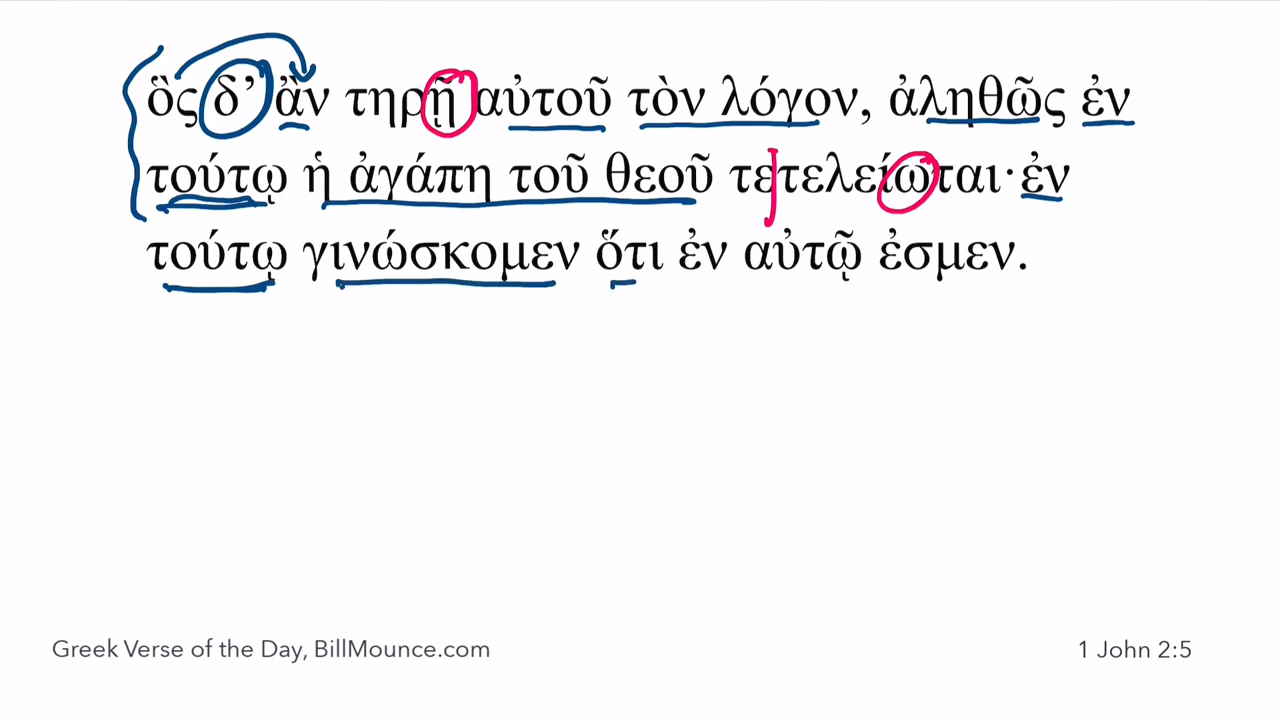 ὃς δ’ ἂν τηρῇ αὐτοῦ τὸν λόγον, ἀληθῶς ἐν
τούτῳ ἡ ἀγάπη τοῦ θεοῦ τετελείωται· ἐν
τούτῳ γινώσκομεν ὅτι ἐν αὐτῷ ἐσμεν.
Greek Verse of the Day, BillMounce.com
1 John 2:5